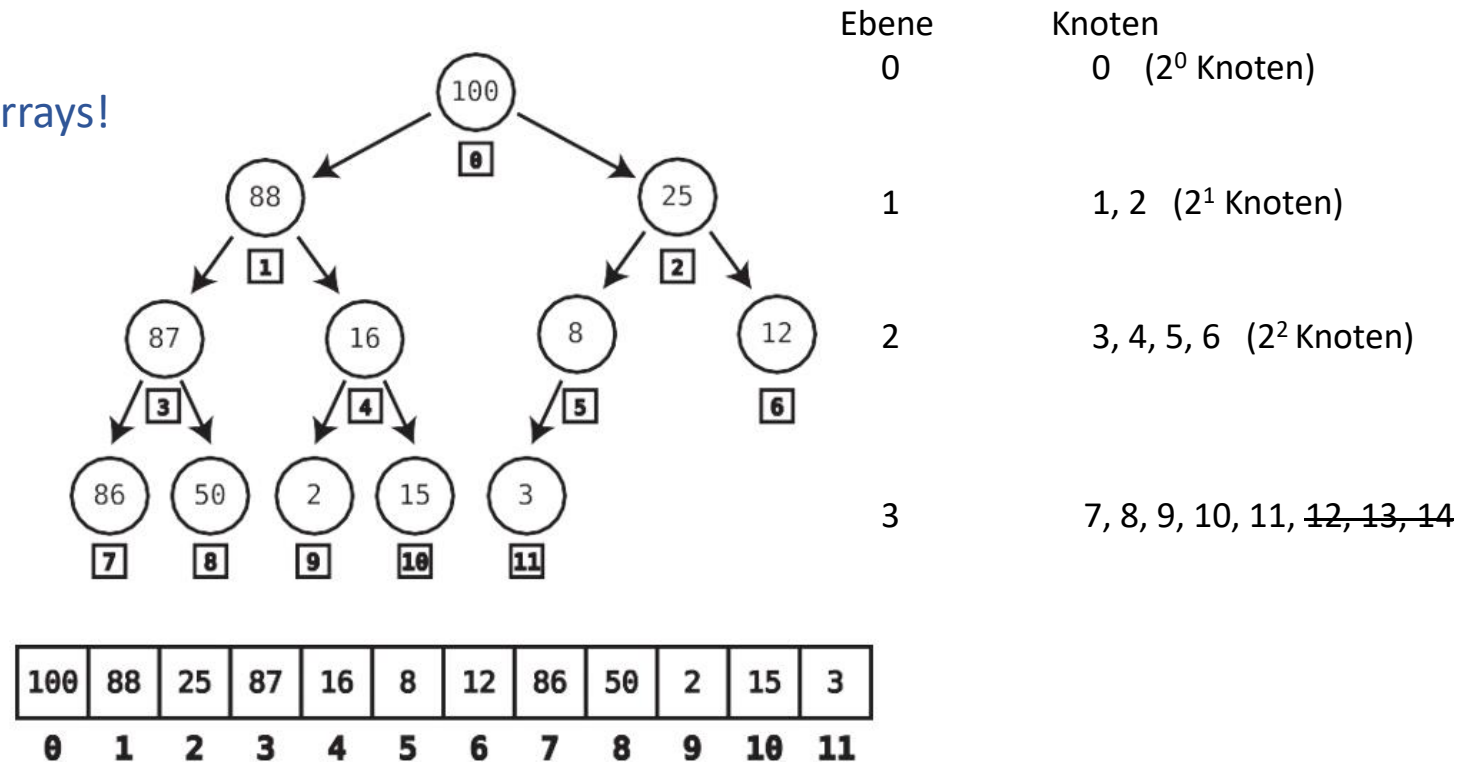 Ebene Knoten
0 0 (2⁰ Knoten)
rrays!
100
0
88 25
1 2 (2¹ Knoten)
1, 2
87 16 8 12
2 3, 4, 5, 6 (2² Knoten)
3 4 5 6
86 50 2 15 3
3 7, 8, 9, 10, 11, 12, 13, 14
7 8 9 10 11
100 88 25 87 16 8 12 86 50 2 15 3
0 1 2 3 4 5 6 7 8 9 10 11